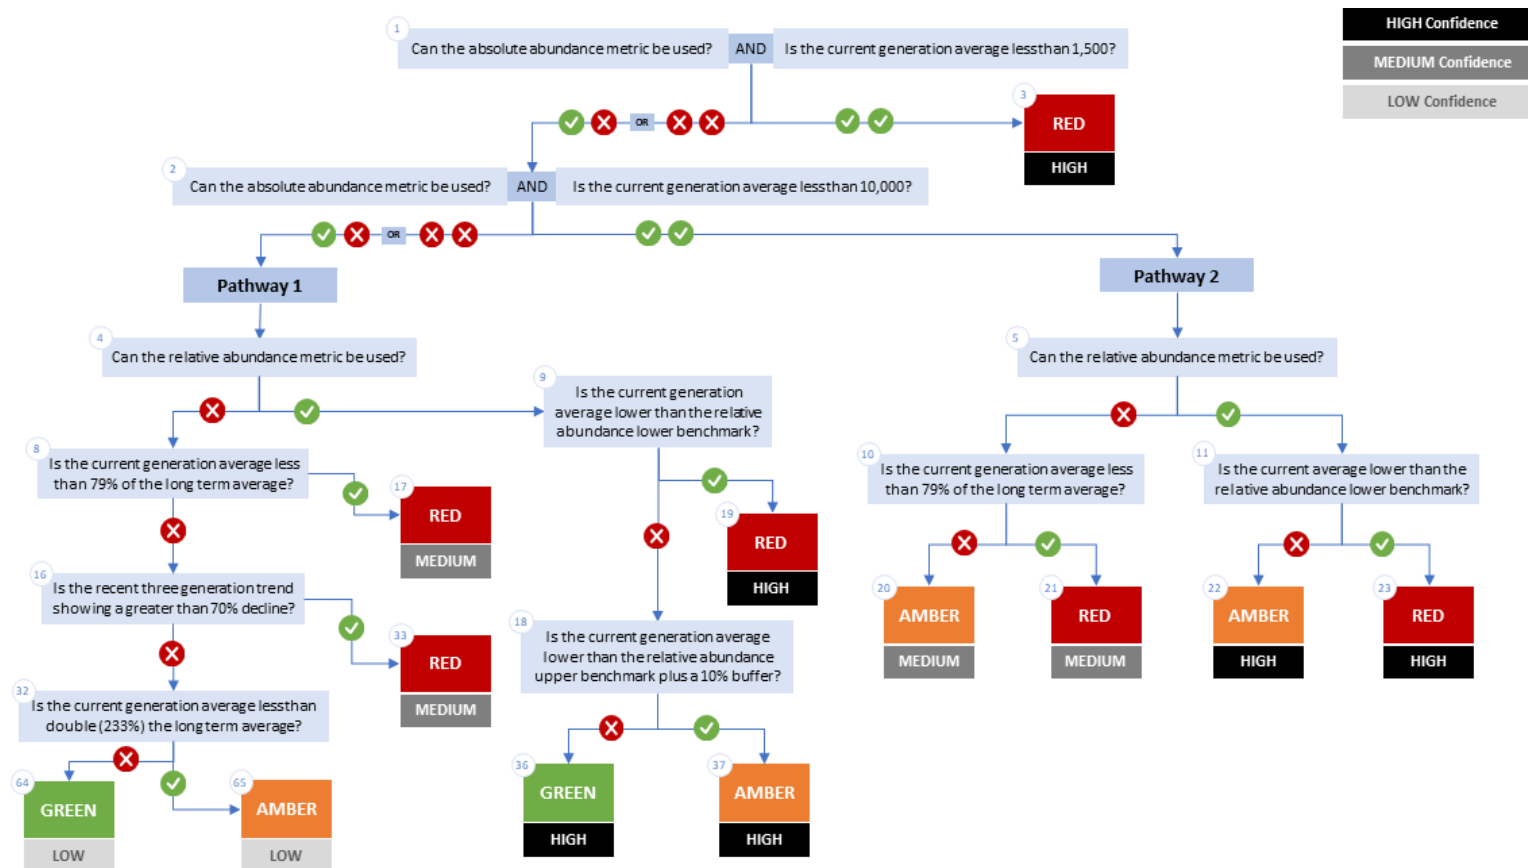 HIGH Confidence
MEDIUM Confidence
LOW Confidence
1
Can the absolute abundance metric be used?
AND
Is the current generation average lessthan 1,500?
OR
3
RED
HIGH
2
Can the absolute abundance metric be used?
AND
Is the current generation average lessthan 10,000?
OR
Pathway 1
Pathway 2
4
Can the relative abundance metric be used?
5
Can the relative abundance metric be used?
9
Is the current generation
average lower than the relative
abundance lower benchmark?
8
Is the current generation average less
than 79% of the long term average?
17
RED
MEDIUM
19
RED
HIGH
10
Is the current generation average less
than 79% of the long term average?
11
Is the current average lower than the
relative abundance lower benchmark?
16
Is the recent three generation trend
showing a greater than 70% decline?
33
RED
MEDIUM
18
Is the current generation average
lower than the relative abundance
upper benchmark plus a 10% buffer?
20
AMBER
MEDIUM
21
RED
MEDIUM
22
AMBER
HIGH
23
RED
HIGH
32
Is the current generation average lessthan
double (233%) the long term average?
64
GREEN
LOW
65
AMBER
LOW
36
GREEN
HIGH
37
AMBER
HIGH